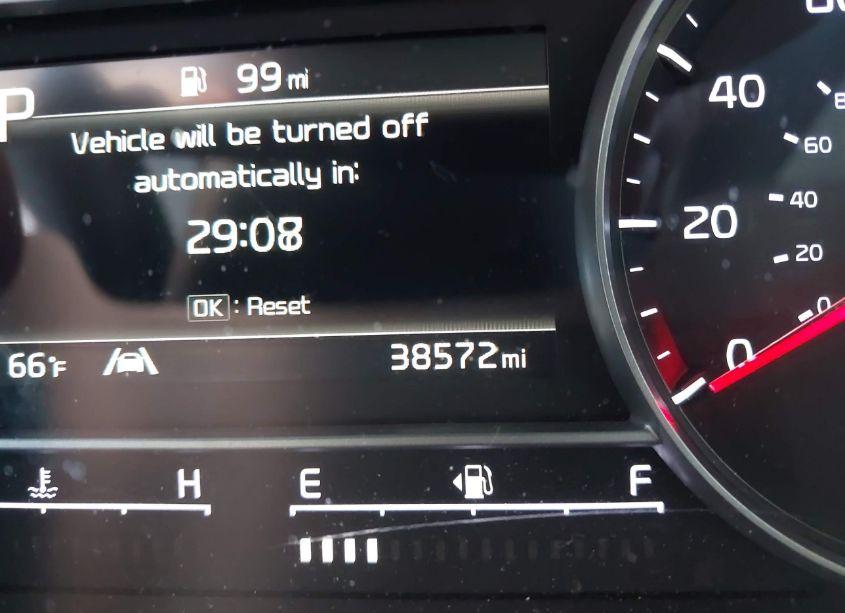 P
99 mi
Vehicle will be turned off
automatically in:
29:08
OK : Reset
66°F
38572 mi
H
E
F
40
20
0
60
40
20
0